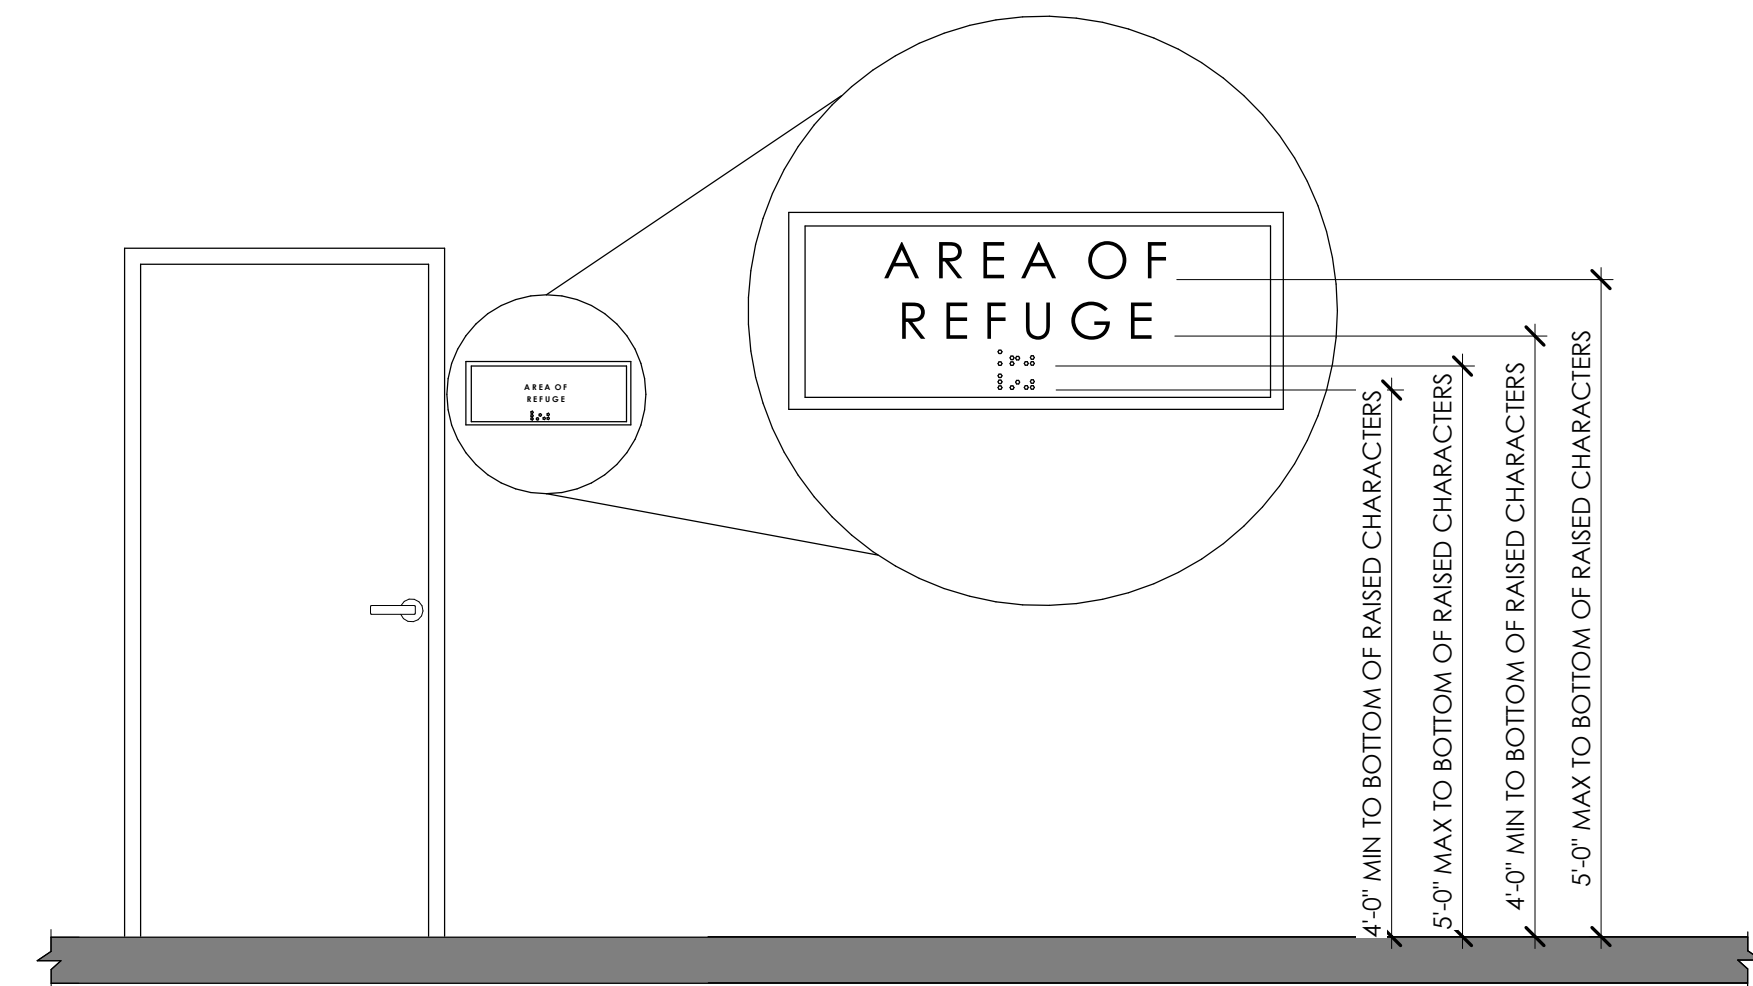 AREA OF
REFUGE
AREA OF
REFUGE
4'-0" MIN TO BOTTOM OF RAISED CHARACTERS
5'-0" MAX TO BOTTOM OF RAISED CHARACTERS
4'-0" MIN TO BOTTOM OF RAISED CHARACTERS
5'-0" MAX TO BOTTOM OF RAISED CHARACTERS